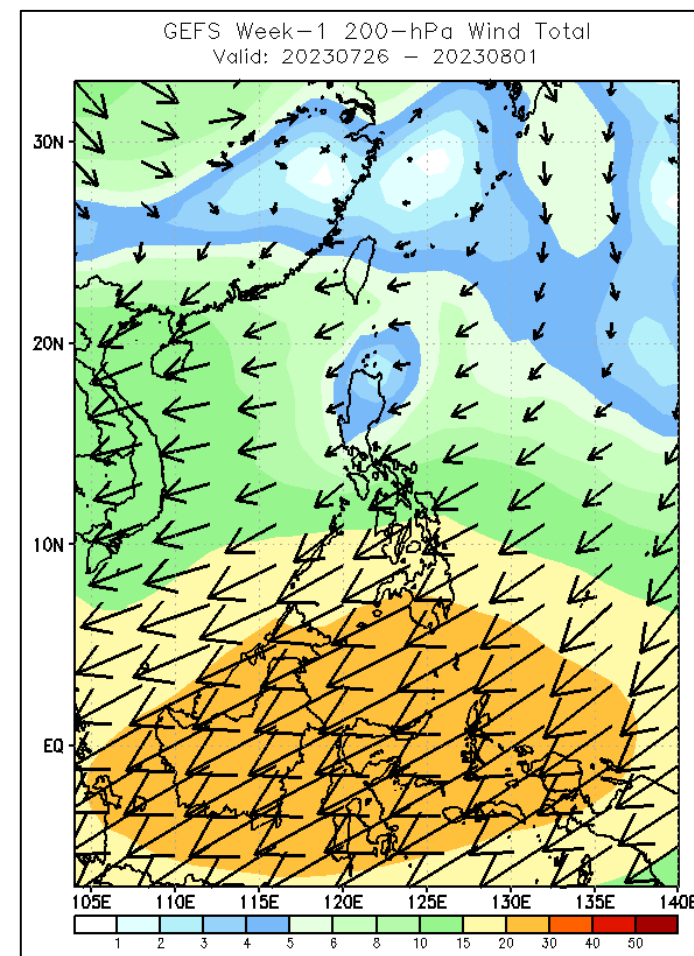 GEFS Week-1 200-hPa Wind Total
Valid: 20230726 - 20230801
30N
20N
10N
EQ
105E 110E 115E 120E 125E 130E 135E 140E
1 2 3 4 5 6 8 10 15 20 30 40 50